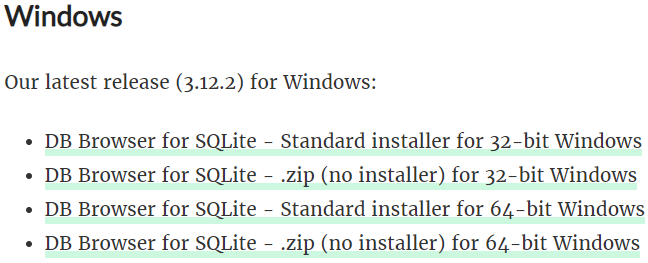 Windows
Our latest release (3.12.2) for Windows:
• DB Browser for SQLite - Standard installer for 32-bit Windows
• DB Browser for SQLite - .zip (no installer) for 32-bit Windows
• DB Browser for SQLite - Standard installer for 64-bit Windows
• DB Browser for SQLite - .zip (no installer) for 64-bit Windows